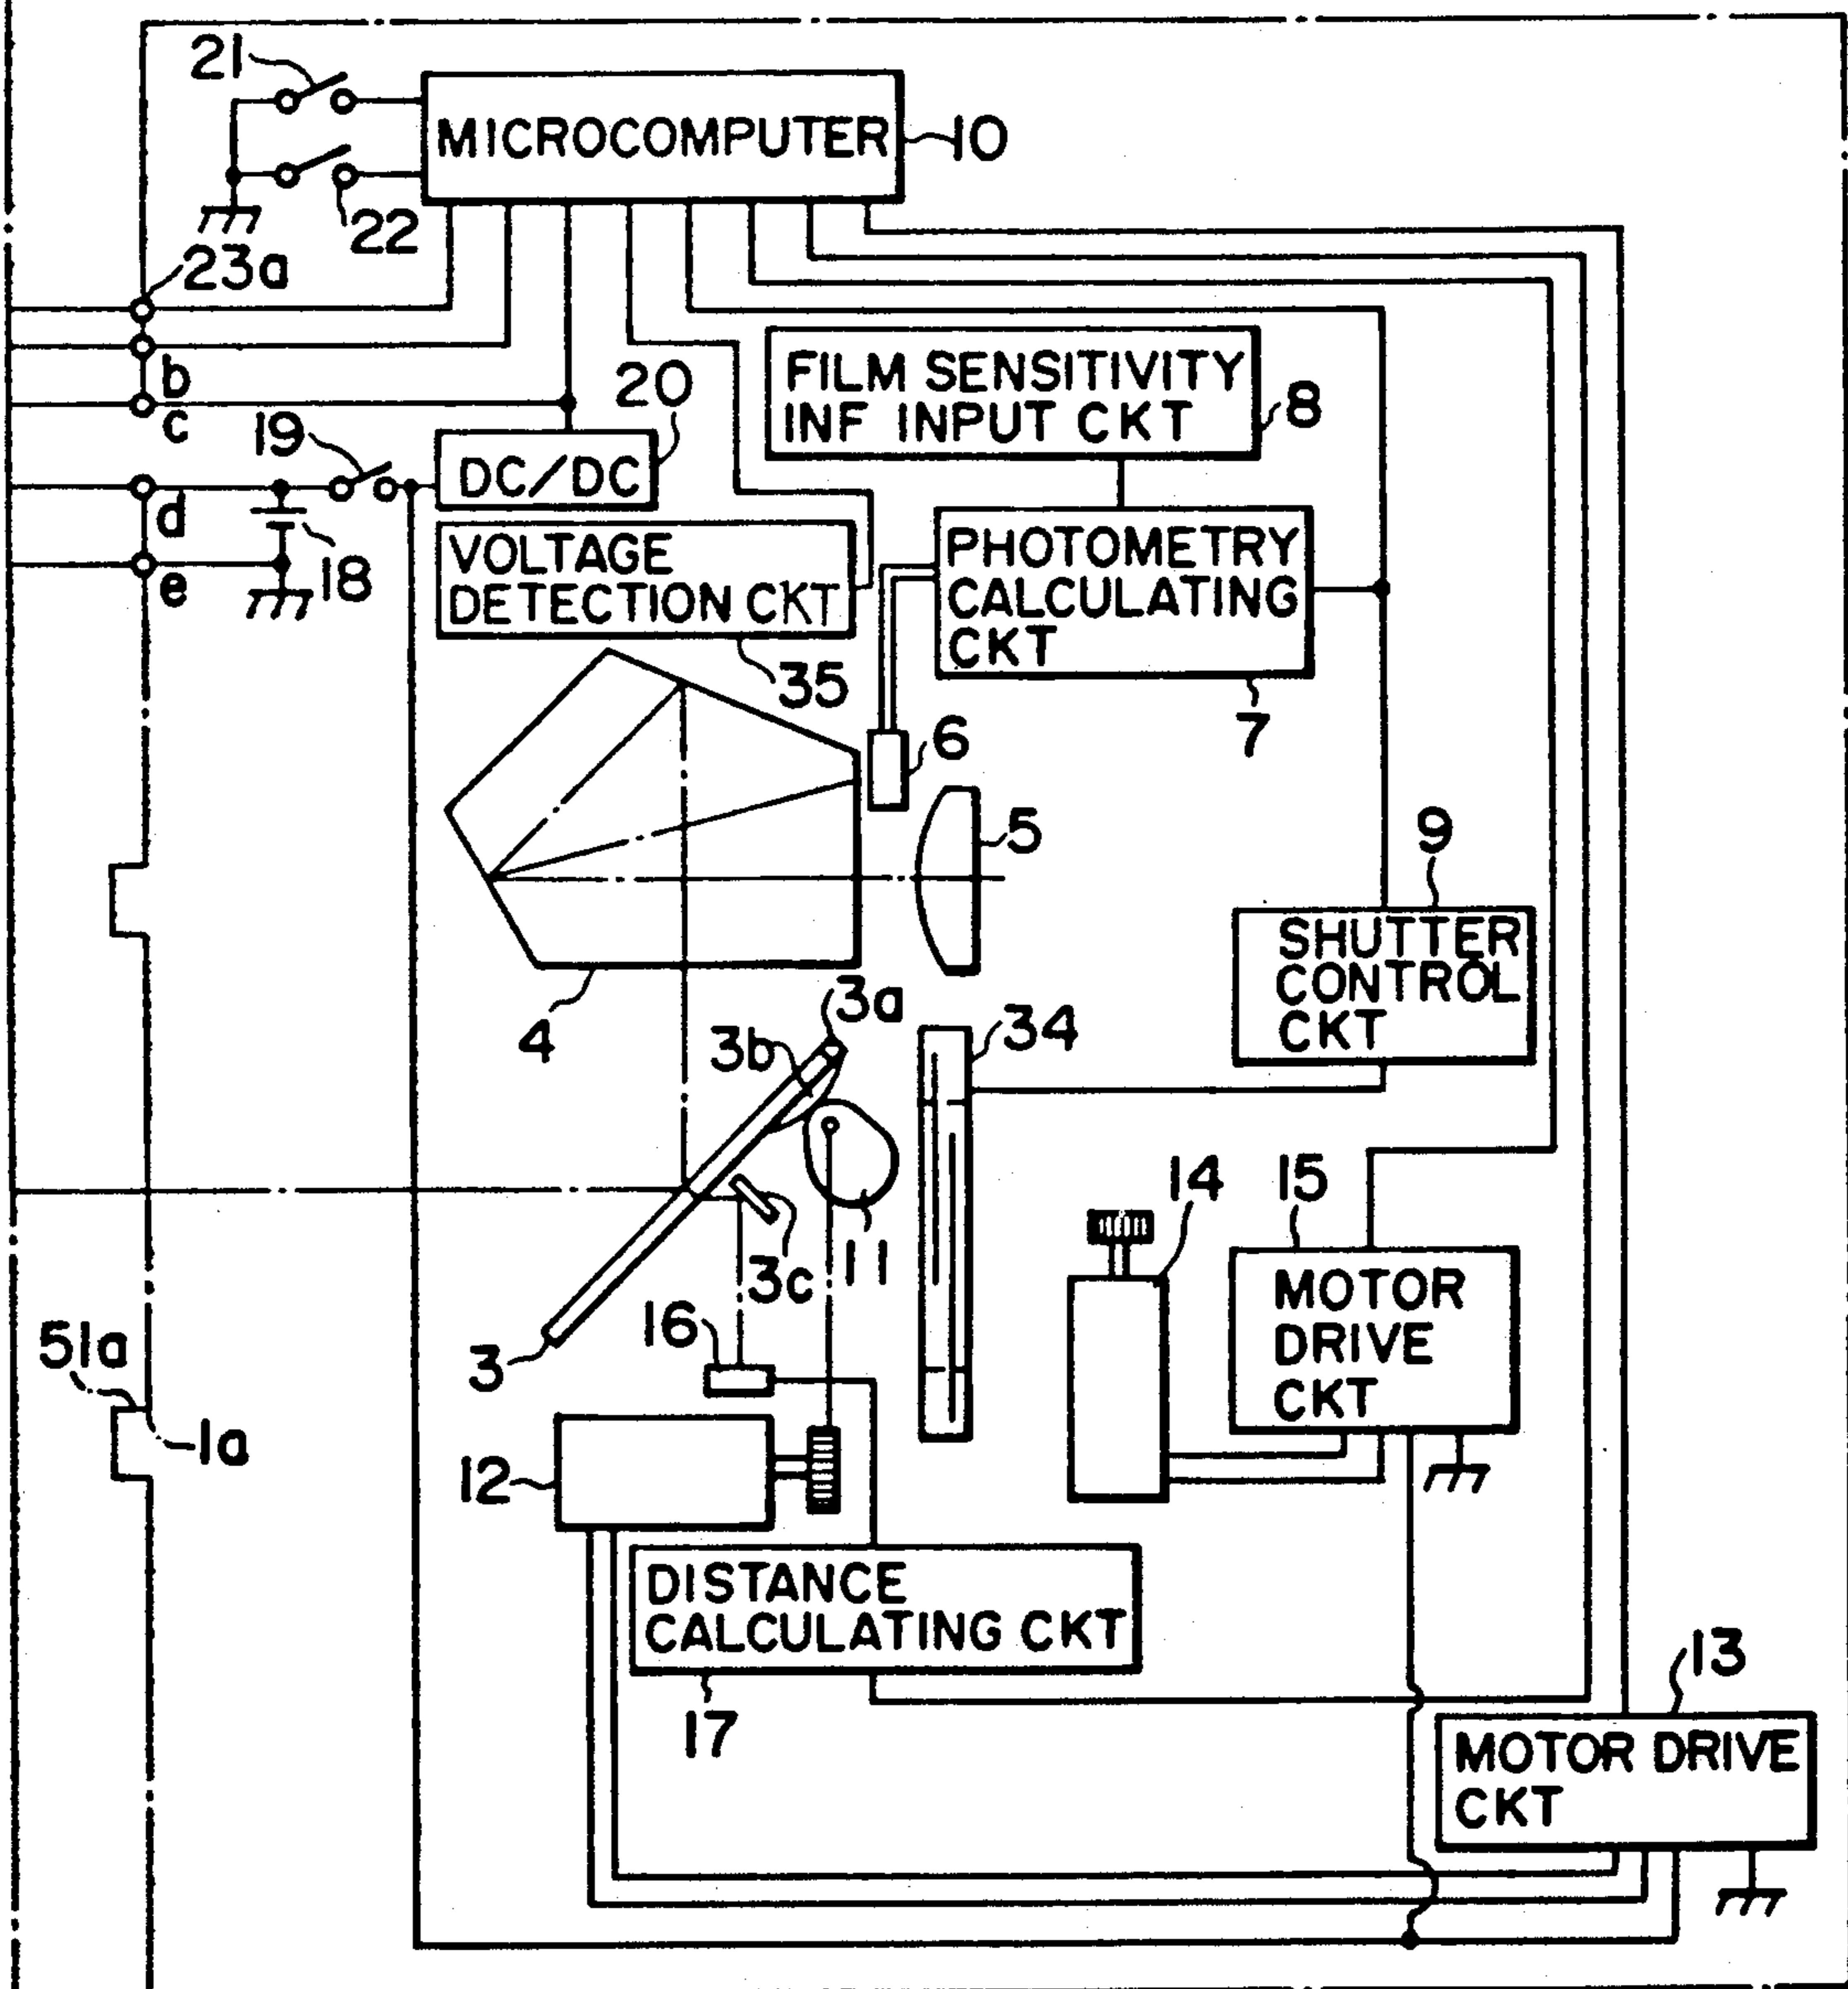 21
MICROCOMPUTER
10
22
23a
b
c
20
FILM SENSITIVITY
INF INPUT CKT
8
19
DC/DC
d
18
e
VOLTAGE
DETECTION CKT
35
PHOTOMETRY
CALCULATING
CKT
7
6
5
9
SHUTTER
CONTROL
CKT
4
3a
3b
34
11
3c
14
15
MOTOR
DRIVE
CKT
16
3
51a
1a
12
DISTANCE
CALCULATING CKT
17
13
MOTOR DRIVE
CKT